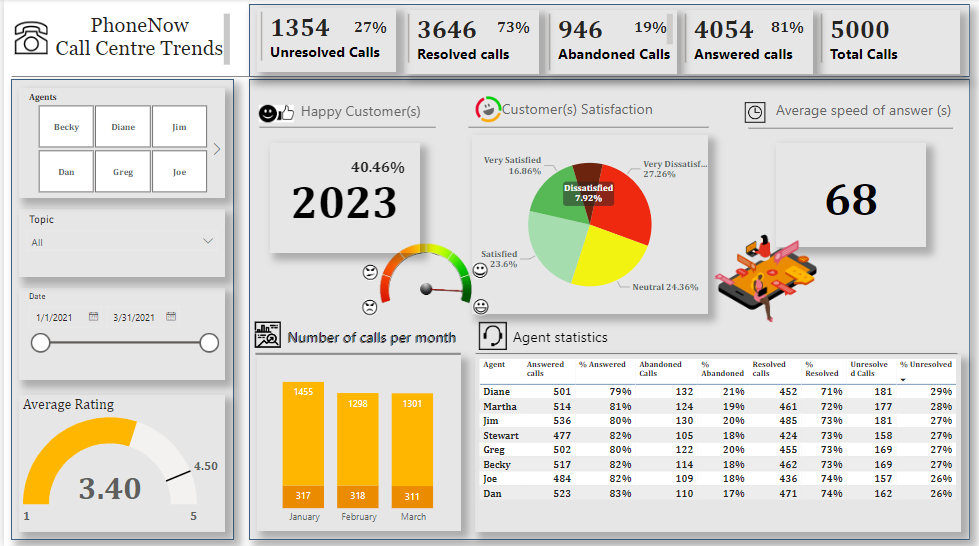 PhoneNow
Call Centre Trends
1354 27%
Unresolved Calls
3646 73%
Resolved calls
946 19%
Abandoned Calls
4054 81%
Answered calls
5000
Total Calls
Agents
Becky Diane Jim
Dan Greg Joe
Topic
All
Date
1/1/2021 3/31/2021
Average Rating
3.40
4.50
1 5
Happy Customer(s)
40.46%
2023
Customer(s) Satisfaction
Very Satisfied
16.86%
Dissatisfied
7.92%
Very Dissatisf...
27.26%
Satisfied
23.6%
Neutral 24.36%
Average speed of answer (s)
68
Number of calls per month
1455 1298 1301
317 318 311
January February March
Agent statistics
Agent Answered calls % Answered Abandoned Calls % Abandoned Resolved calls % Resolved Unresolve d Calls % Unresolved
Diane 501 79% 132 21% 452 71% 181 29%
Martha 514 81% 124 19% 461 72% 177 28%
Jim 536 80% 130 20% 485 73% 181 27%
Stewart 477 82% 105 18% 424 73% 158 27%
Greg 502 80% 122 20% 455 73% 169 27%
Becky 517 82% 114 18% 462 73% 169 27%
Joe 484 82% 109 18% 436 74% 157 26%
Dan 523 83% 110 17% 471 74% 162 26%